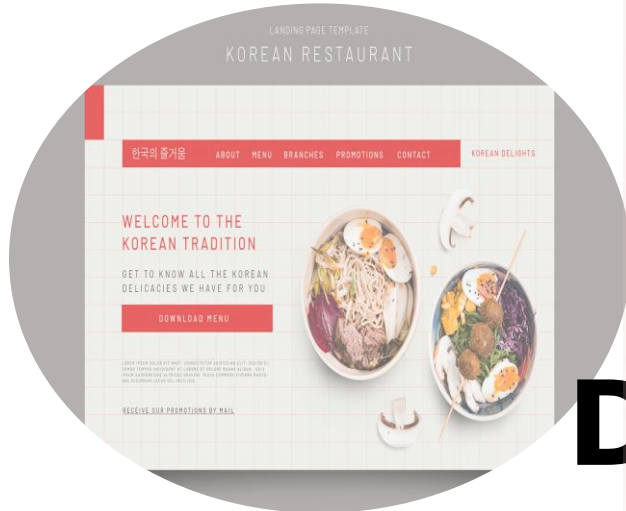 LANDING PAGE TEMPLATE
KOREAN RESTAURANT
한국의 즐거움 ABOUT MENU BRANCHES PROMOTIONS CONTACT KOREAN DELIGHTS
WELCOME TO THE
KOREAN TRADITION
GET TO KNOW ALL THE KOREAN
DELICACIES WE HAVE FOR YOU
DOWNLOAD MENU
RECEIVE OUR PROMOTIONS BY MAIL
D